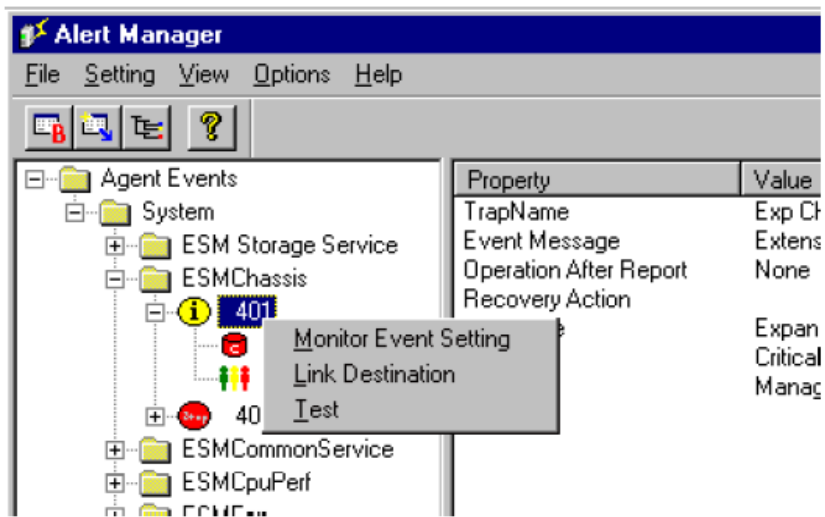 Alert Manager
File Setting View Options Help
Agent Events
System
ESM Storage Service
ESMChassis
401
40
ESMCommonService
ESMCpuPerf
Monitor Event Setting
Link Destination
Test
Property Value
TrapName Exp
Event Message Extens
Operation After Report None
Recovery Action
Expan
Critical
Manag